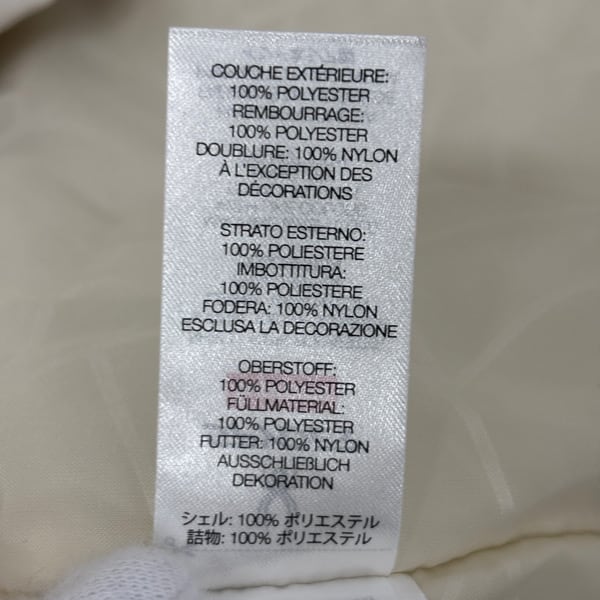 COUCHE EXTÉRIEURE:
100% POLYESTER
REMBOURRAGE:
100% POLYESTER
DOUBLURE: 100% NYLON
À L'EXCEPTION DES
DÉCORATIONS
STRATO ESTERNO:
100% POLIESTERE
IMBOTTITURA:
100% POLIESTERE
FODERA: 100% NYLON
ESCLUSA LA DECORAZIONE
OBERSTOFF:
100% POLYESTER
FÜLLMATERIAL:
100% POLYESTER
FUTTER: 100% NYLON
AUSSCHLIEßLICH
DEKORATION
シェル: 100% ポリエステル
詰物: 100% ポリエステル